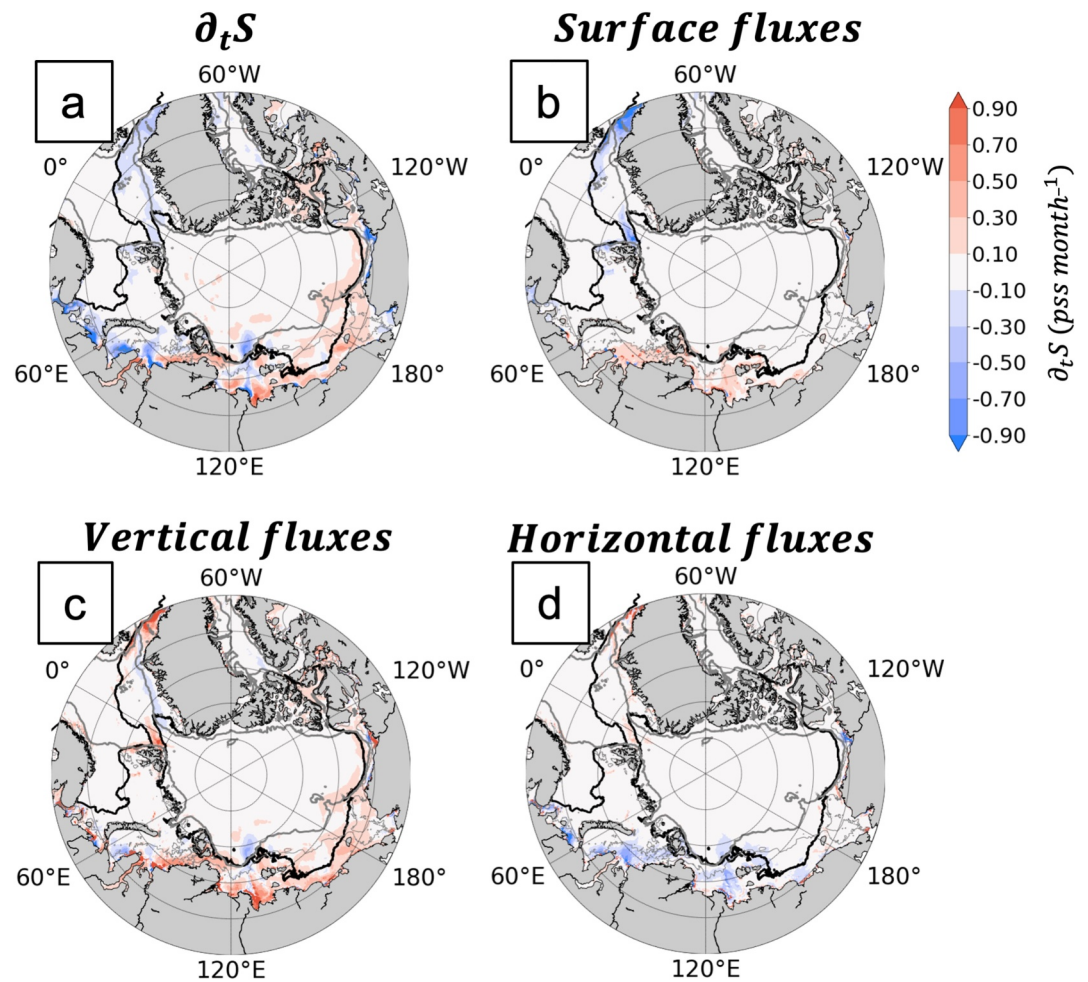 ∂ₜS
Surface fluxes
a
60°W
0°
120°W
60°E
180°
120°E
b
60°W
0°
120°W
60°E
180°
120°E
0.90
0.70
0.50
0.30
0.10
-0.10
-0.30
-0.50
-0.70
-0.90
∂ₜS (pss month⁻¹)
Vertical fluxes
Horizontal fluxes
c
60°W
0°
120°W
60°E
180°
120°E
d
60°W
0°
120°W
60°E
180°
120°E